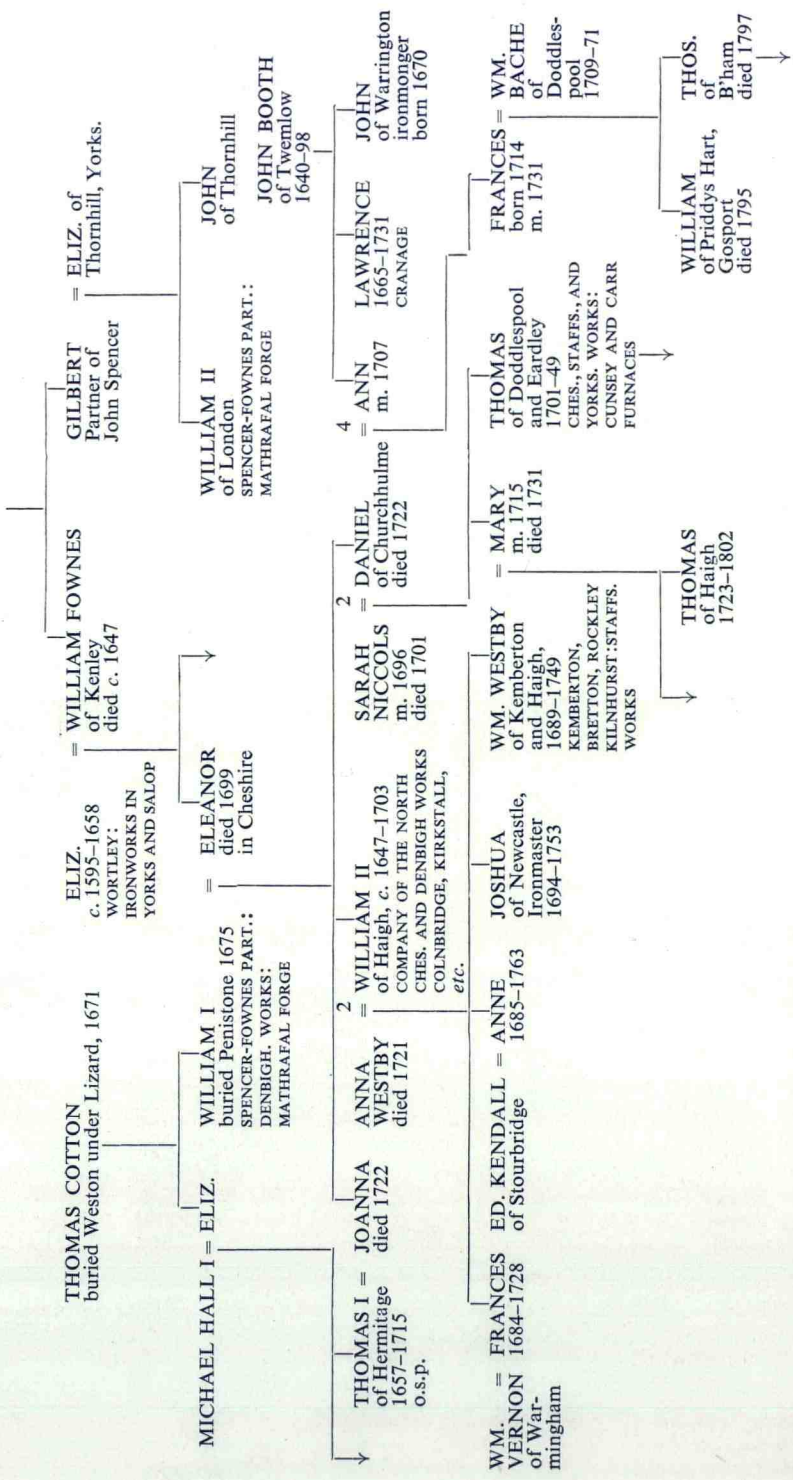 THOMAS COTTON
buried Weston under Lizard, 1671
ELIZ.
c. 1595–1658
WORTLEY:
IRONWORKS IN
YORKS AND SALOP
= WILLIAM FOWNES
of Kenley
died c. 1647
GILBERT
Partner of
John Spencer
= ELIZ. of
Thornhill, Yorks.
MICHAEL HALL I = ELIZ.
WILLIAM I
buried Penistone 1675
SPENCER-FOWNES PART.:
DENBIGH. WORKS:
MATHRAFAL FORGE
= ELEANOR
died 1699
in Cheshire
WILLIAM II
of London
SPENCER-FOWNES PART.:
MATHRAFAL FORGE
JOHN
of Thornhill
JOHN BOOTH
of Twemlow
1640–98
THOMAS I
of Hermitage
1657–1715
o.s.p.
= JOANNA
died 1722
ANNA
WESTBY
died 1721
2
= WILLIAM II
of Haigh, c. 1647–1703
COMPANY OF THE NORTH
CHES. AND DENBIGH WORKS
COLNBRIDGE, KIRKSTALL,
etc.
SARAH
NICCOLS
m. 1696
died 1701
2
= DANIEL
of Churchhulme
died 1722
4
= ANN
m. 1707
LAWRENCE
1665–1731
CRANAGE
JOHN
of Warrington
ironmonger
born 1670
WM.
VERNON
of War-
mingham
= FRANCES
1684–1728
ED. KENDALL
of Stourbridge
= ANNE
1685–1763
JOSHUA
of Newcastle,
Ironmaster
1694–1753
WM. WESTBY
of Kemberton
and Haigh,
1689–1749
KEMBERTON,
BRETTON, ROCKLEY
KILNHURST: STAFFS.
WORKS
= MARY
m. 1715
died 1731
THOMAS
of Doddlespool
and Eardley
1701–49
CHES., STAFFS., AND
YORKS. WORKS:
CUNSEY AND CARR
FURNACES
FRANCES
born 1714
m. 1731
= WM.
BACHE
of
Doddles-
pool
1709–71
THOMAS
of Haigh
1723–1802
WILLIAM
of Priddys Hart,
Gosport
died 1795
THOS.
of
B'ham
died 1797